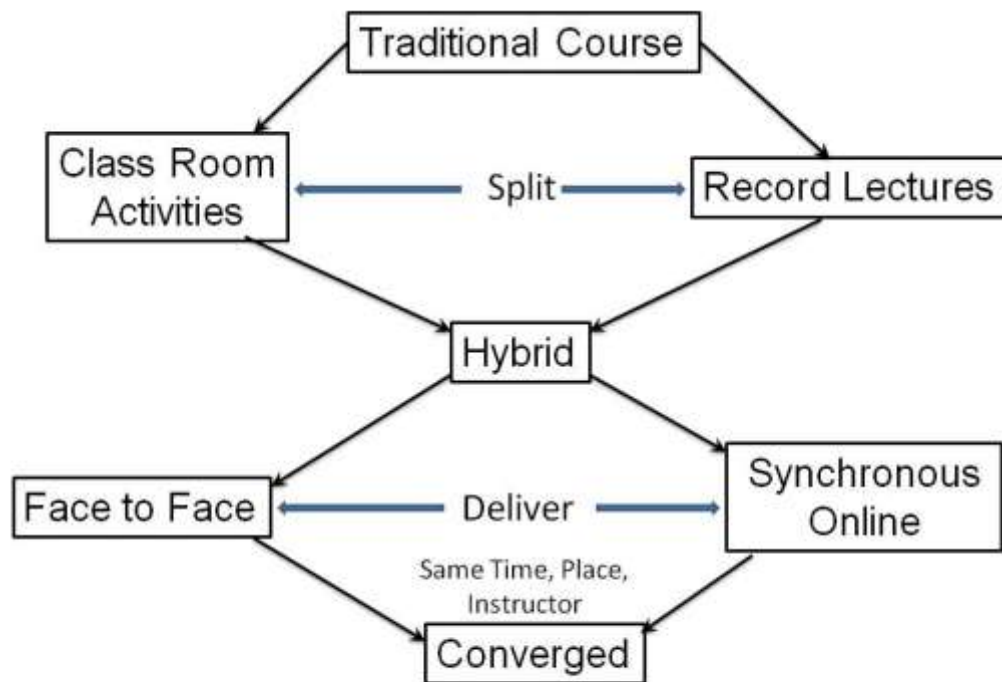 Traditional Course
Class Room
Activities
Split
Record Lectures
Hybrid
Face to Face
Deliver
Synchronous
Online
Same Time, Place,
Instructor
Converged